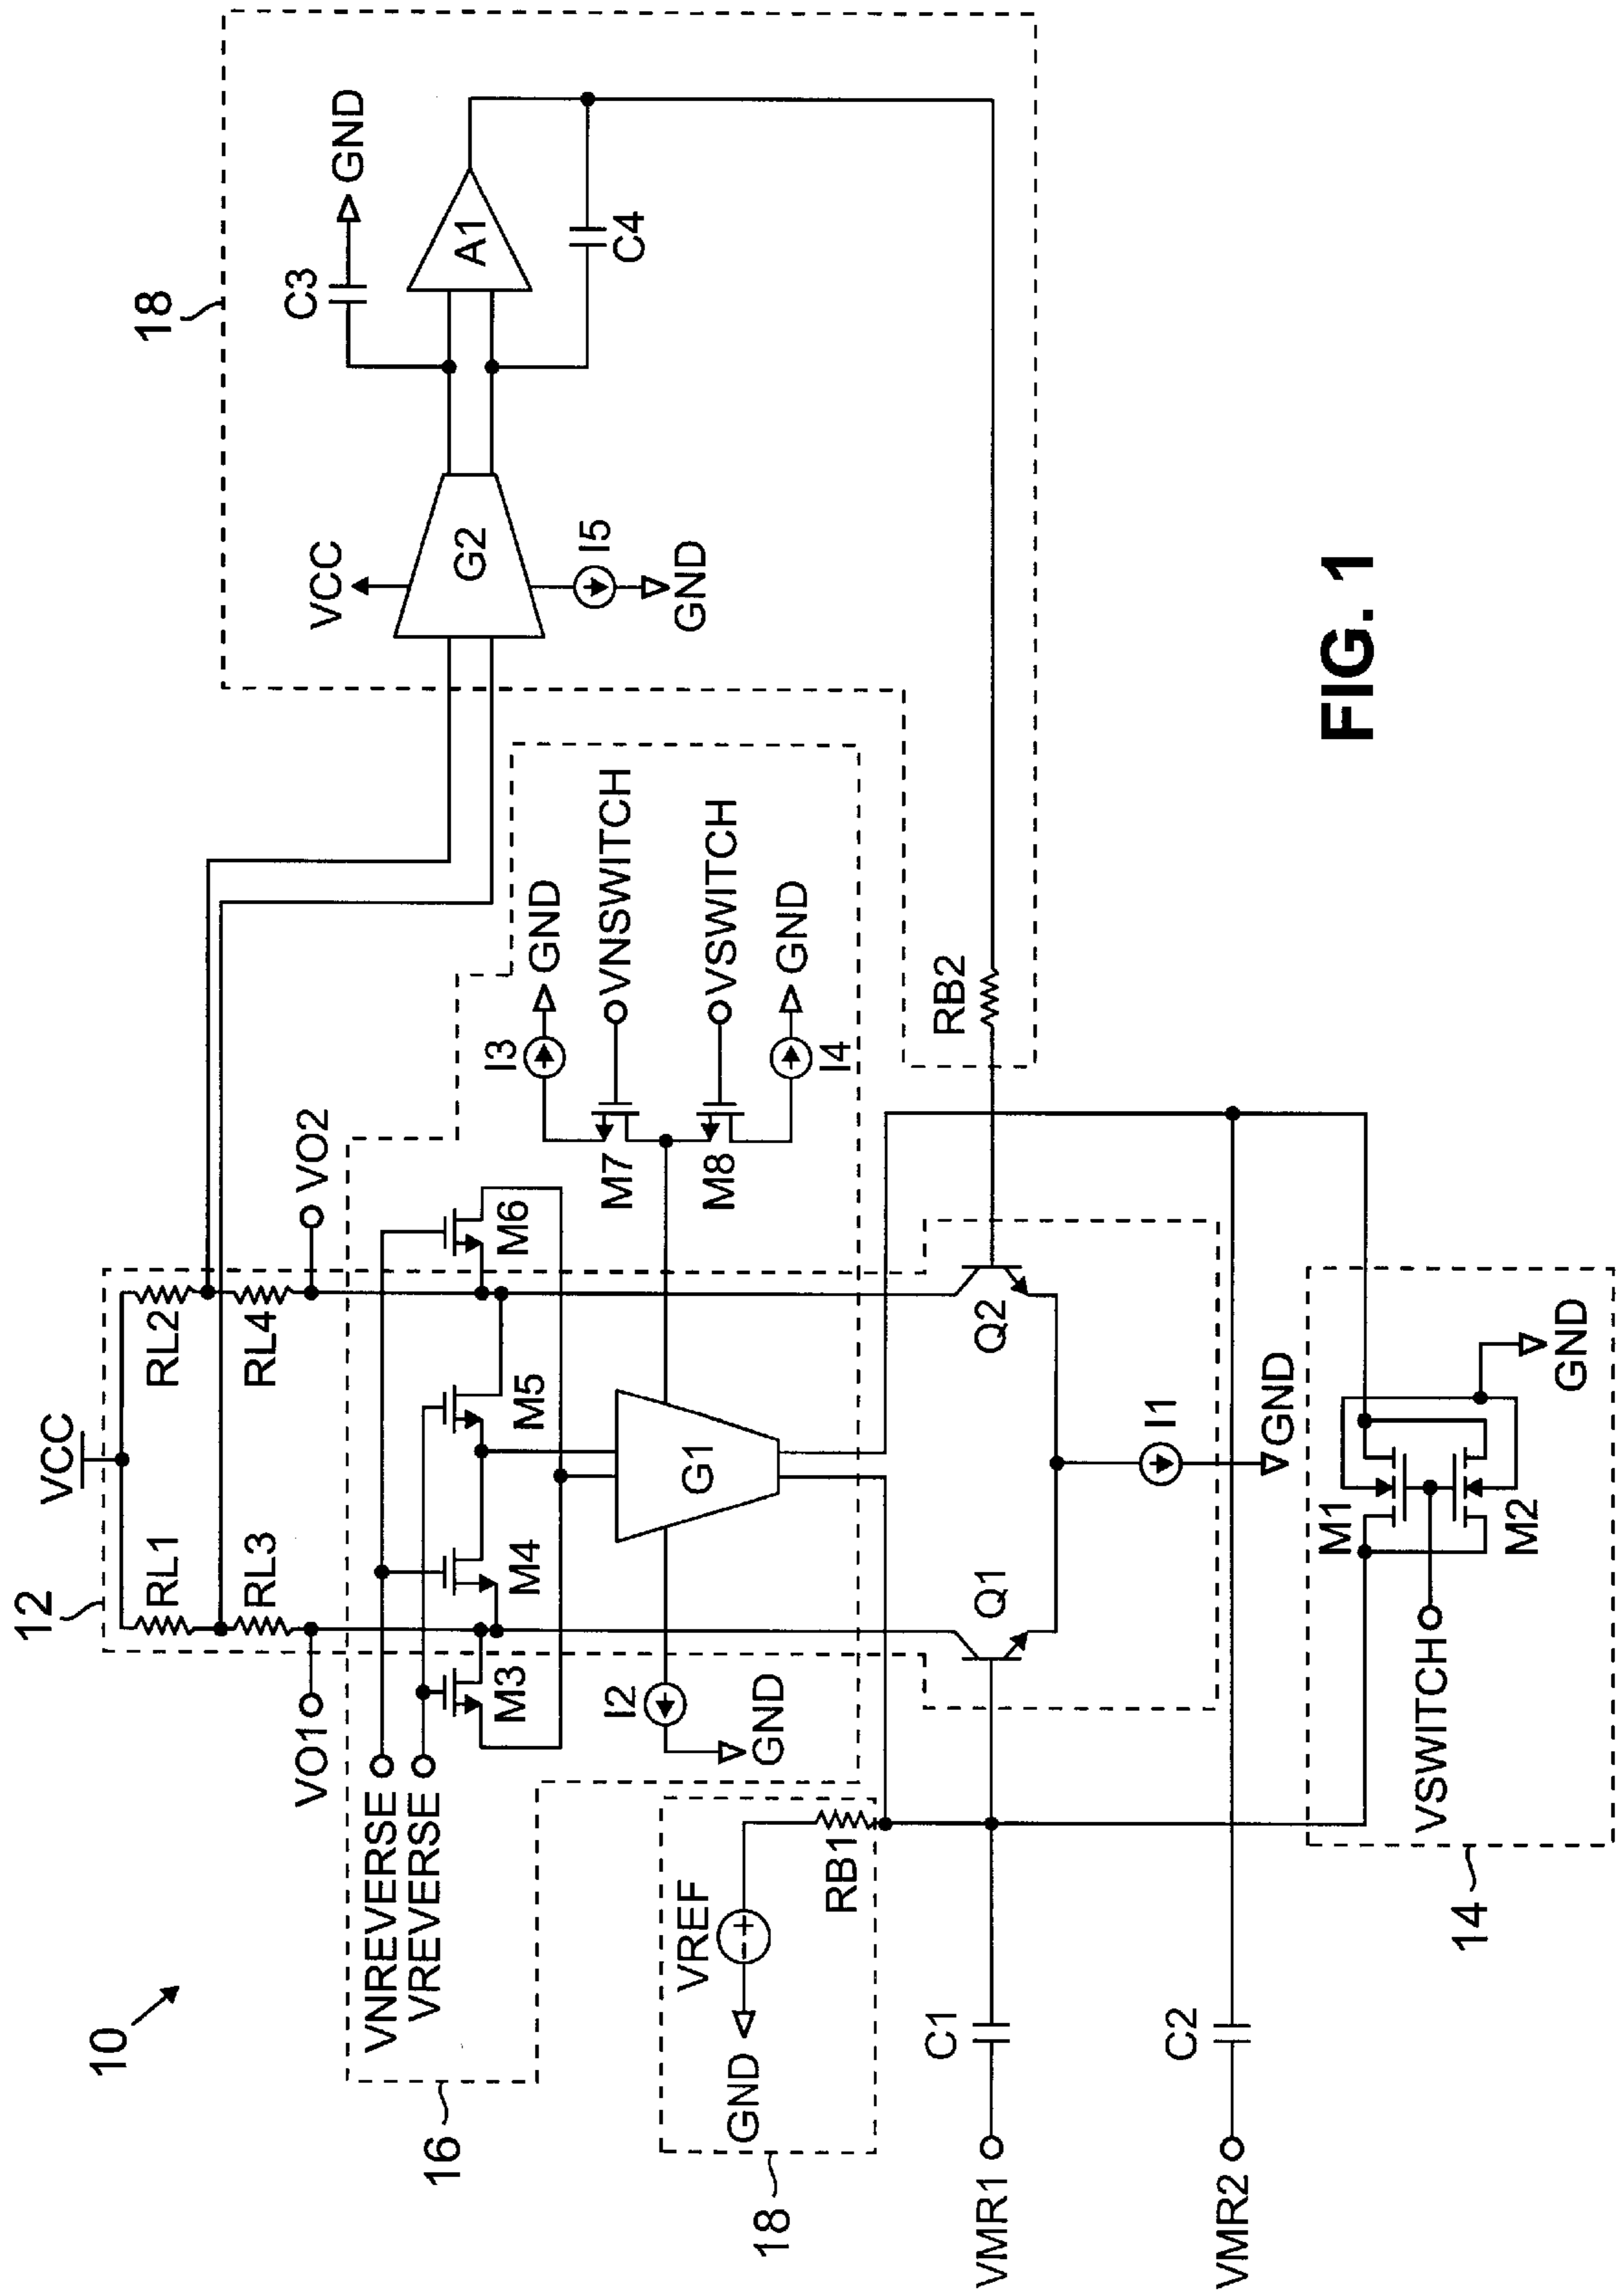 10
12
VCC
RL1
RL2
RL3
RL4
VO1
VO2
VNREVERSE
VREVERSE
16
M3
M4
M5
M6
I2
GND
G1
I3
GND
VNSWITCH
M7
VSWITCH
M8
I4
GND
18
C3
GND
A1
C4
VCC
G2
I5
GND
RB2
18
VREF
GND
RB1
Q1
Q2
I1
GND
C1
VMR1
C2
VMR2
14
M1
M2
VSWITCH
GND
FIG. 1